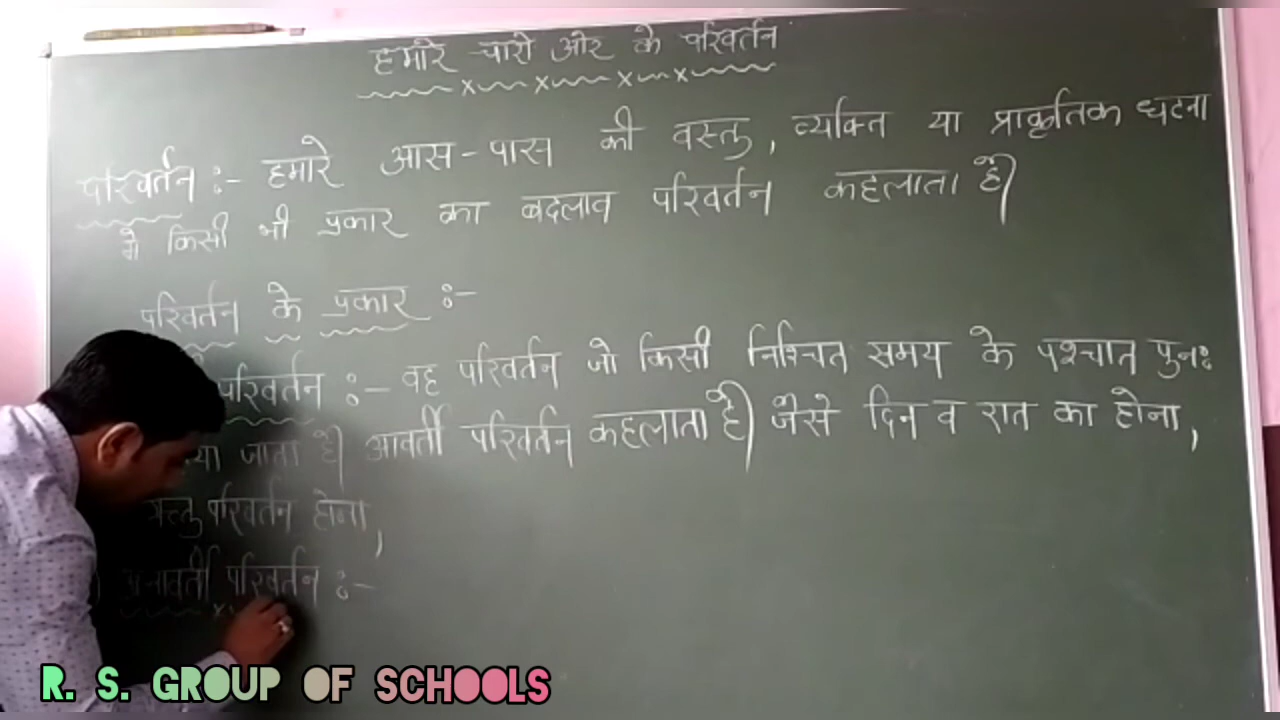 हमारे चारो ओर के परिवर्तन
परिवर्तन :- हमारे आस-पास की वस्तु, व्यक्ति या प्राकृतिक घटना
मे किसी भी प्रकार का बदलाव परिवर्तन कहलाता है।
परिवर्तन के प्रकार :-
परिवर्तन :- वह परिवर्तन जो किसी निश्चित समय के पश्चात पुनः
जाता है। आवर्ती परिवर्तन कहलाता है। जैसे दिन व रात का होना,
परिवर्तन होना,
अनावर्ती परिवर्तन :-
R. S. GROUP OF SCHOOLS